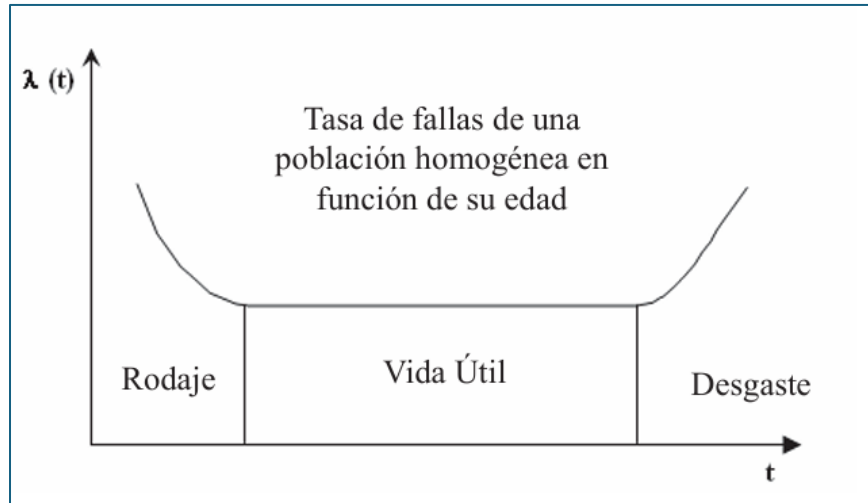 λ (t)
Tasa de fallas de una
población homogénea en
función de su edad
Rodaje
Vida Útil
Desgaste
t